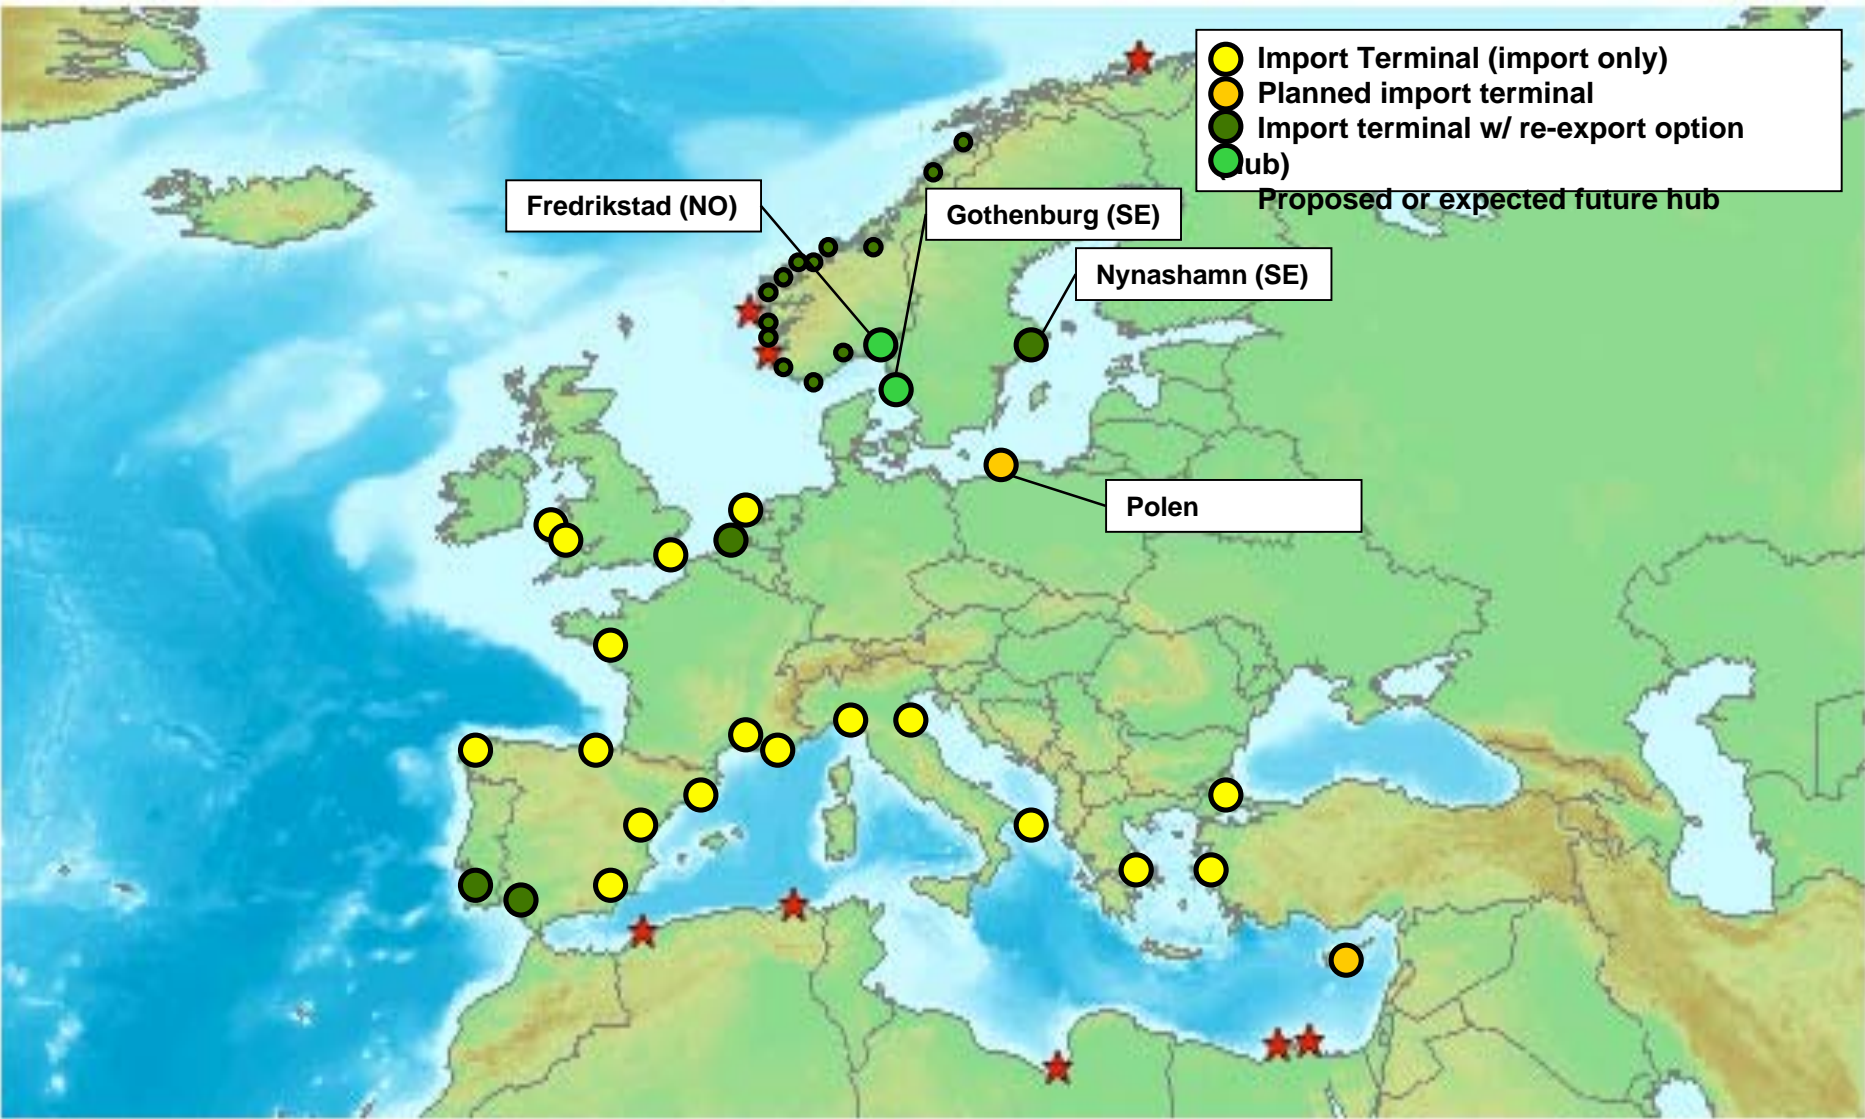 Import Terminal (import only)
Planned import terminal
Import terminal w/ re-export option
ub)
Proposed or expected future hub
Fredrikstad (NO)
Gothenburg (SE)
Nynashamn (SE)
Polen